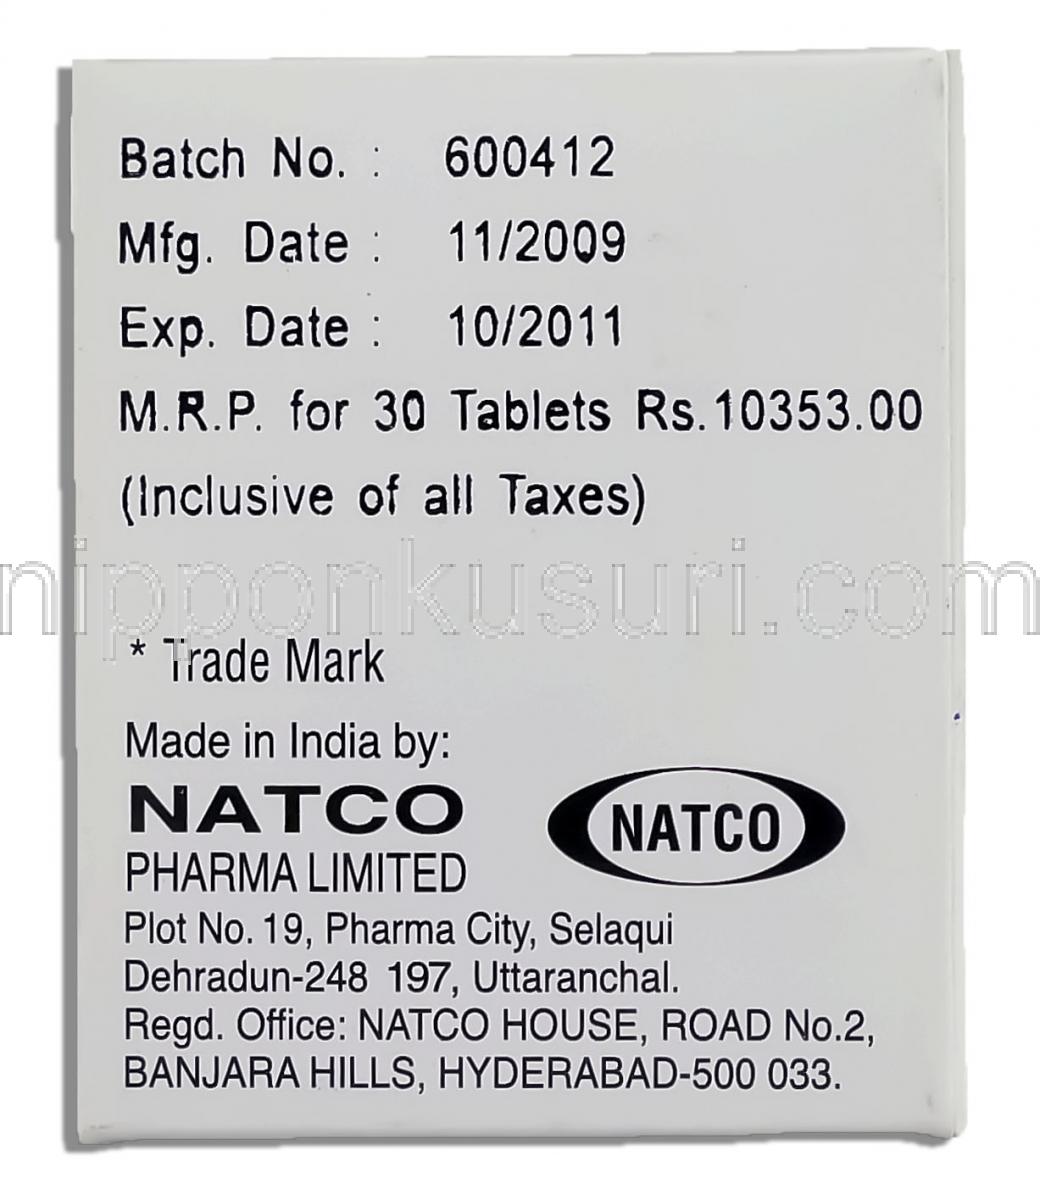 Batch No. : 600412
Mfg. Date : 11/2009
Exp. Date : 10/2011
M.R.P. for 30 Tablets Rs.10353.00
(Inclusive of all Taxes)
nipponkusuri.com
* Trade Mark
Made in India by:
NATCO
NATCO
PHARMA LIMITED
Plot No. 19, Pharma City, Selaqui
Dehradun-248 197, Uttaranchal.
Regd. Office: NATCO HOUSE, ROAD No.2,
BANJARA HILLS, HYDERABAD-500 033.